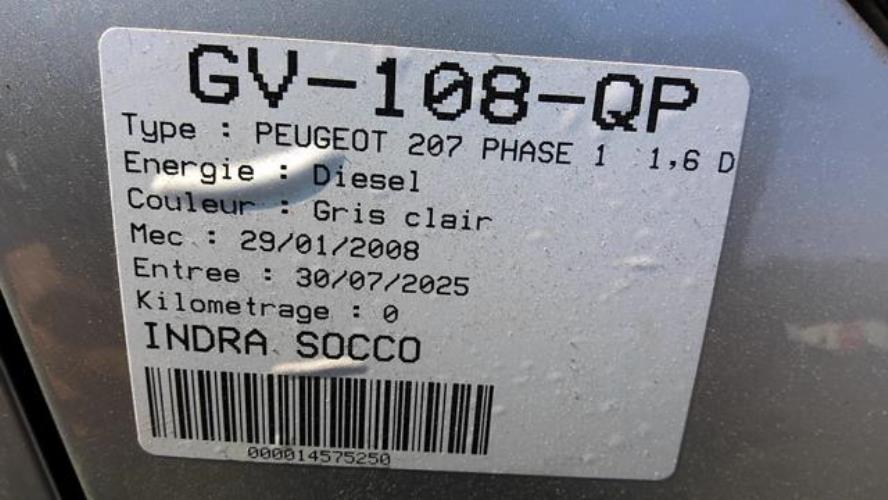 GV-108-QP
Type : PEUGEOT 207 PHASE 1 1,6 D
Energie : Diesel
Couleur : Gris clair
Mec : 29/01/2008
Entree : 30/07/2025
Kilometrage : 0
INDRA SOCCO
000014575250